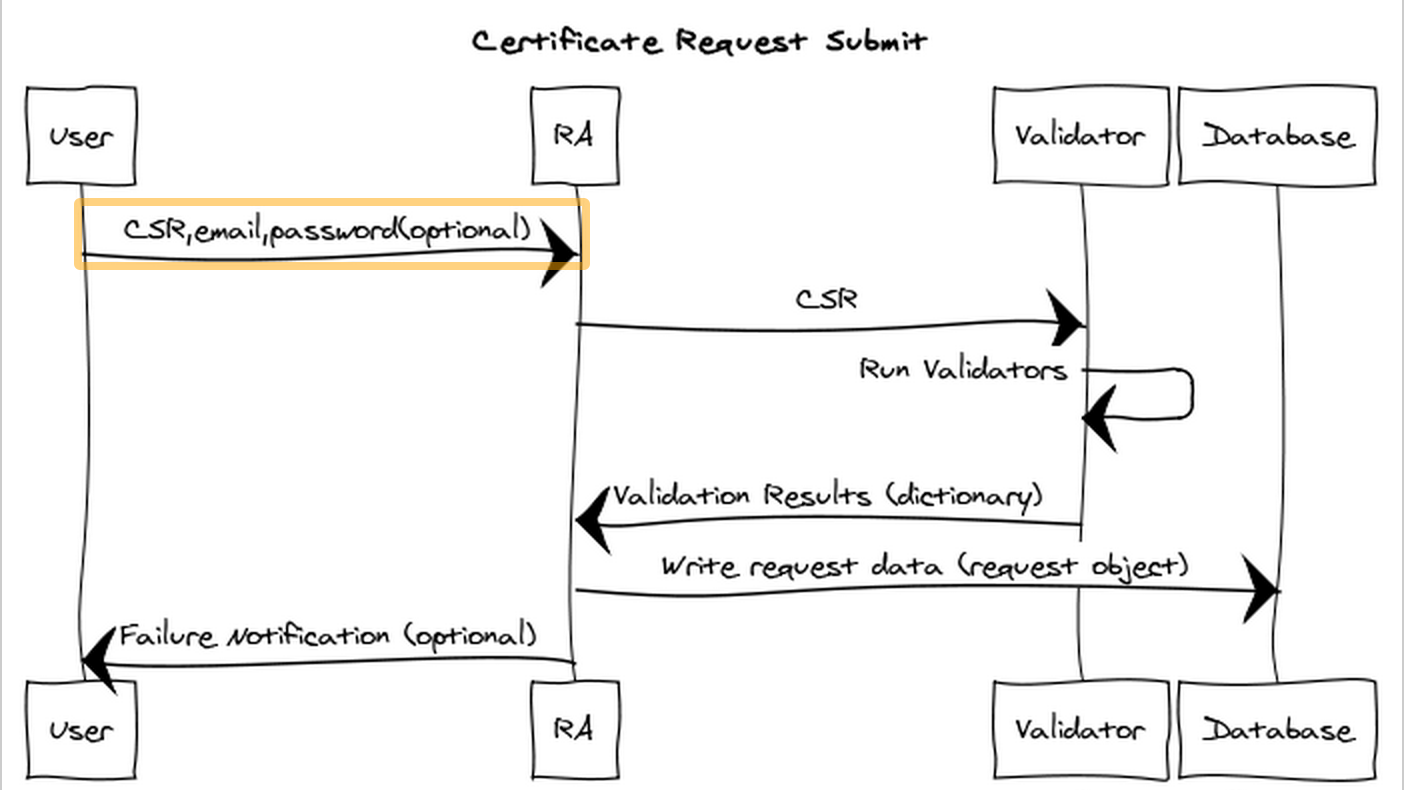 Certificate Request Submit
User
RA
Validator
Database
CSR,email,password(optional)
CSR
Run Validators
Validation Results (dictionary)
Write request data (request object)
Failure Notification (optional)
User
RA
Validator
Database